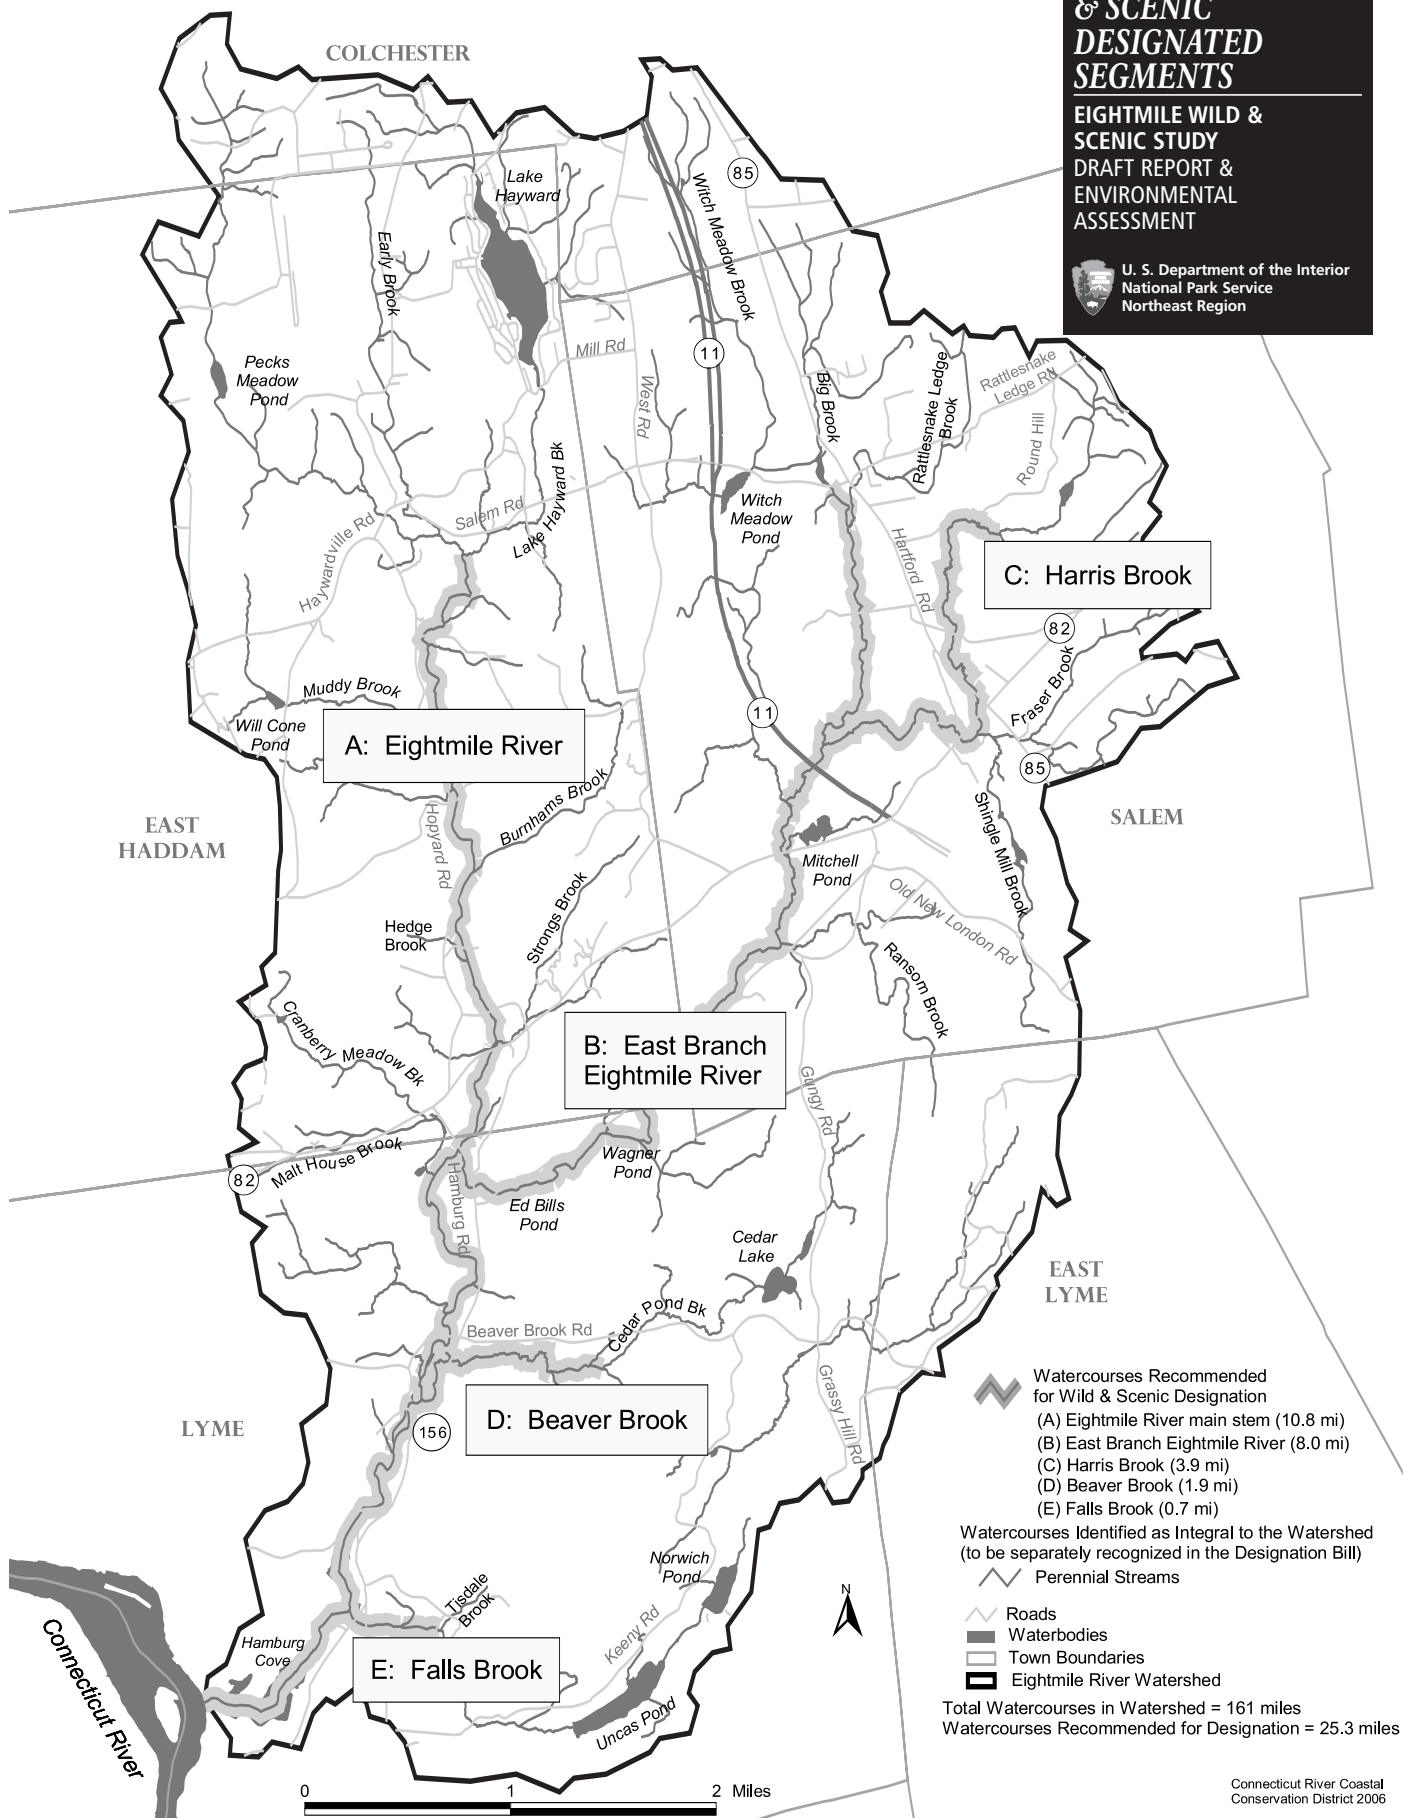 & SCENIC
DESIGNATED
SEGMENTS
EIGHTMILE WILD &
SCENIC STUDY
DRAFT REPORT &
ENVIRONMENTAL
ASSESSMENT
U. S. Department of the Interior
National Park Service
Northeast Region
COLCHESTER
Lake
Hayward
85
Witch Meadow Brook
Early Brook
Pecks
Meadow
Pond
Mill Rd
11
West Rd
Big Brook
Rattlesnake Ledge
Brook
Rattlesnake
Ledge Rd
Round Hill
Lake Hayward Bk
Salem Rd
Haywardville Rd
Witch
Meadow
Pond
Hartford Rd
C: Harris Brook
82
Fraser Brook
Muddy Brook
Will Cone
Pond
11
A: Eightmile River
85
Burnhams Brook
Hopyard Rd
EAST
HADDAM
SALEM
Shingle Mill Brook
Mitchell
Pond
Old New London Rd
Strongs Brook
Hedge
Brook
Ransom Brook
Cranberry Meadow Bk
B: East Branch
Eightmile River
Gungy Rd
Malt House Brook
82
Wagner
Pond
Hamburg Rd
Ed Bills
Pond
Cedar
Lake
EAST
LYME
Cedar Pond Bk
Beaver Brook Rd
Grassy Hill Rd
D: Beaver Brook
LYME
156
Watercourses Recommended
for Wild & Scenic Designation
(A) Eightmile River main stem (10.8 mi)
(B) East Branch Eightmile River (8.0 mi)
(C) Harris Brook (3.9 mi)
(D) Beaver Brook (1.9 mi)
(E) Falls Brook (0.7 mi)
Watercourses Identified as Integral to the Watershed
(to be separately recognized in the Designation Bill)
Perennial Streams
Roads
Waterbodies
Town Boundaries
Eightmile River Watershed
Total Watercourses in Watershed = 161 miles
Watercourses Recommended for Designation = 25.3 miles
N
Norwich
Pond
Tisdale
Brook
Keeny Rd
Hamburg
Cove
E: Falls Brook
Uncas Pond
Connecticut River
0 1 2 Miles
Connecticut River Coastal
Conservation District 2006